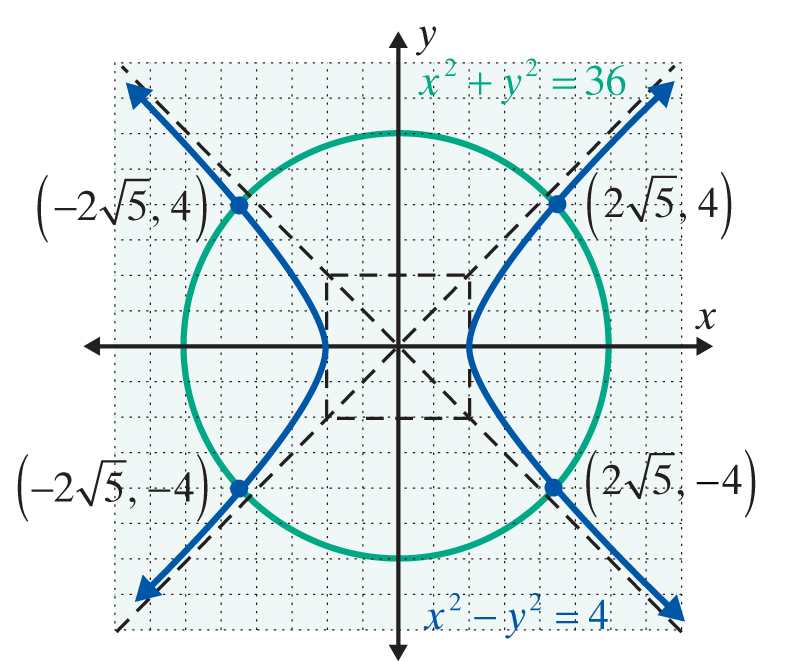 y
x² + y² = 36
(−2√5, 4)
(2√5, 4)
x
(−2√5, −4)
(2√5, −4)
x² − y² = 4